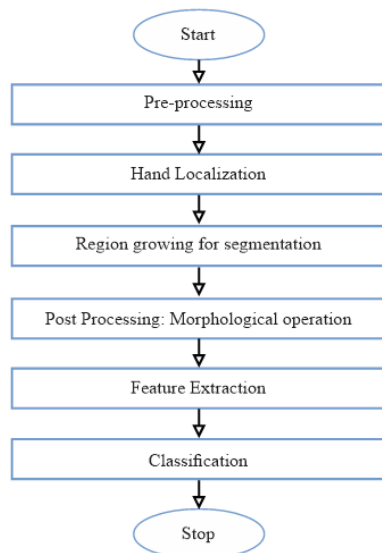 Start
Pre-processing
Hand Localization
Region growing for segmentation
Post Processing: Morphological operation
Feature Extraction
Classification
Stop